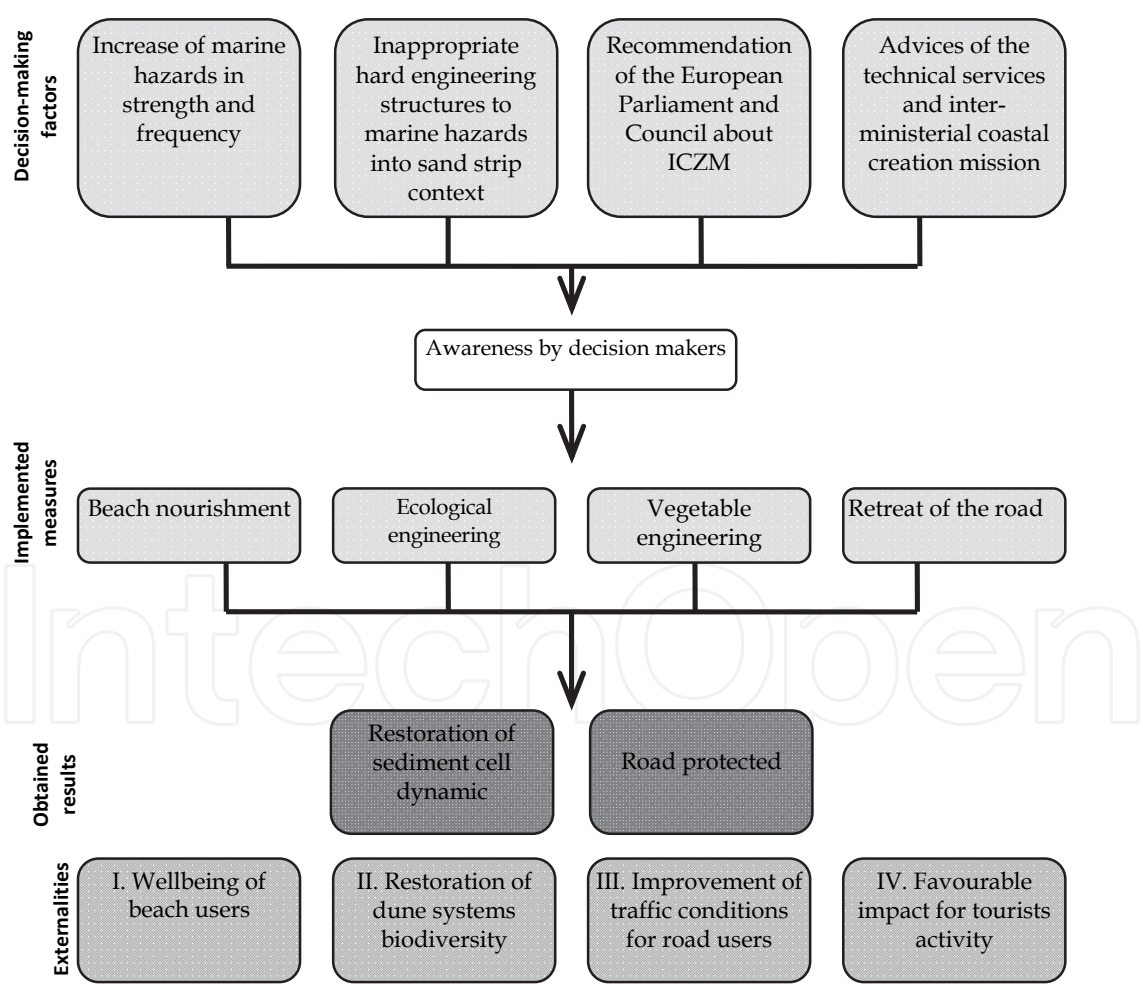 Decision-making
factors
Increase of marine
hazards in
strength and
frequency
Inappropriate
hard engineering
structures to
marine hazards
into sand strip
context
Recommendation
of the European
Parliament and
Council about
ICZM
Advices of the
technical services
and inter-
ministerial coastal
creation mission
Awareness by decision makers
Implemented
measures
Beach nourishment
Ecological
engineering
Vegetable
engineering
Retreat of the road
IntechOpen
Obtained
results
Restoration of
sediment cell
dynamic
Road protected
Externalities
I. Wellbeing of
beach users
II. Restoration of
dune systems
biodiversity
III. Improvement of
traffic conditions
for road users
IV. Favourable
impact for tourists
activity